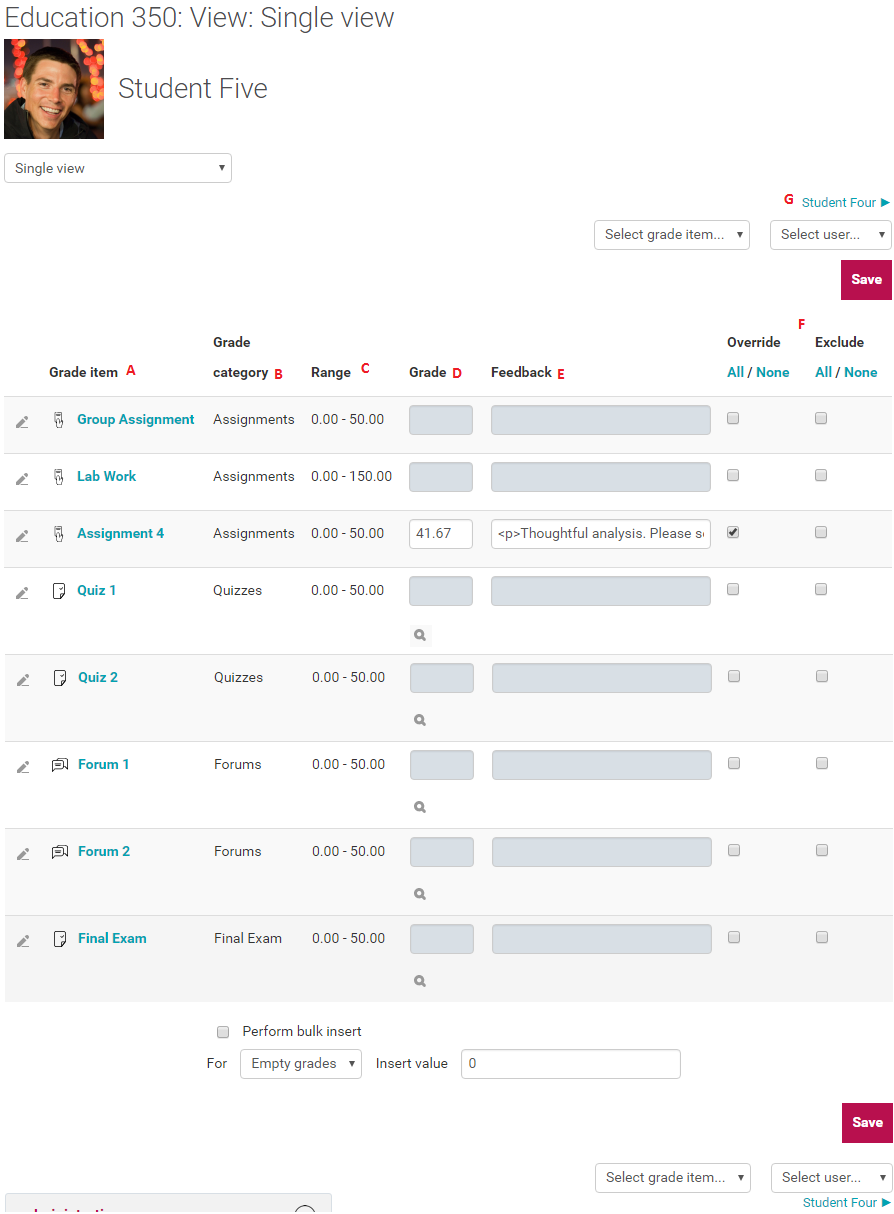 Education 350: View: Single view
Student Five
Single view
G Student Four ►
Select grade item... Select user...
Save
F
Grade Override Exclude
Grade item A category B Range C Grade D Feedback E All / None All / None
Group Assignment Assignments 0.00 - 50.00
Lab Work Assignments 0.00 - 150.00
Assignment 4 Assignments 0.00 - 50.00 41.67 <p>Thoughtful analysis. Please
Quiz 1 Quizzes 0.00 - 50.00
Quiz 2 Quizzes 0.00 - 50.00
Forum 1 Forums 0.00 - 50.00
Forum 2 Forums 0.00 - 50.00
Final Exam Final Exam 0.00 - 50.00
Perform bulk insert
For Empty grades Insert value 0
Save
Select grade item... Select user...
Student Four ►